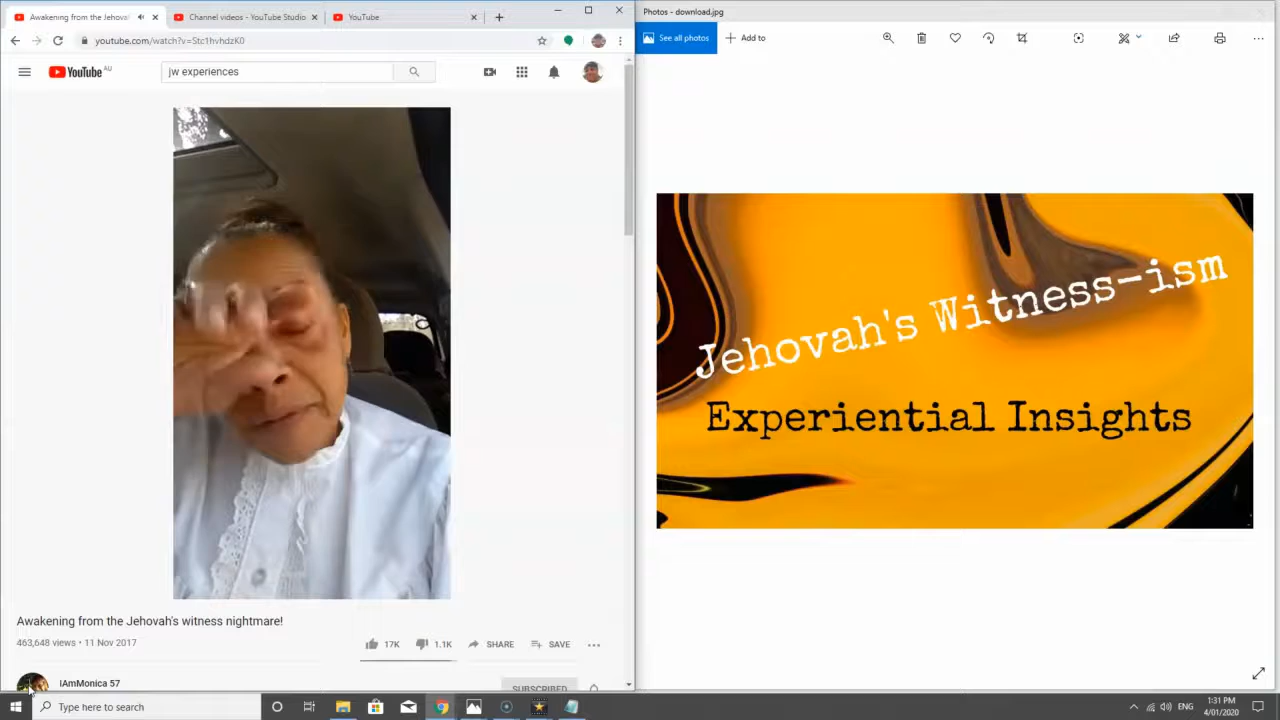 Awakening from the Jehova
Channel videos - YouTube Studio
YouTube
youtube.com/watch?v=Stc1hvhdzK0
YouTube AU
jw experiences
Awakening from the Jehovah's witness nightmare!
463,648 views • 11 Nov 2017
17K
1.1K
SHARE
SAVE
IAmMonica 57
SUBSCRIBED
Photos - download.jpg
See all photos
Add to
Jehovah's Witness-ism
Experiential Insights
Type here to search
ENG
1:31 PM
4/01/2020